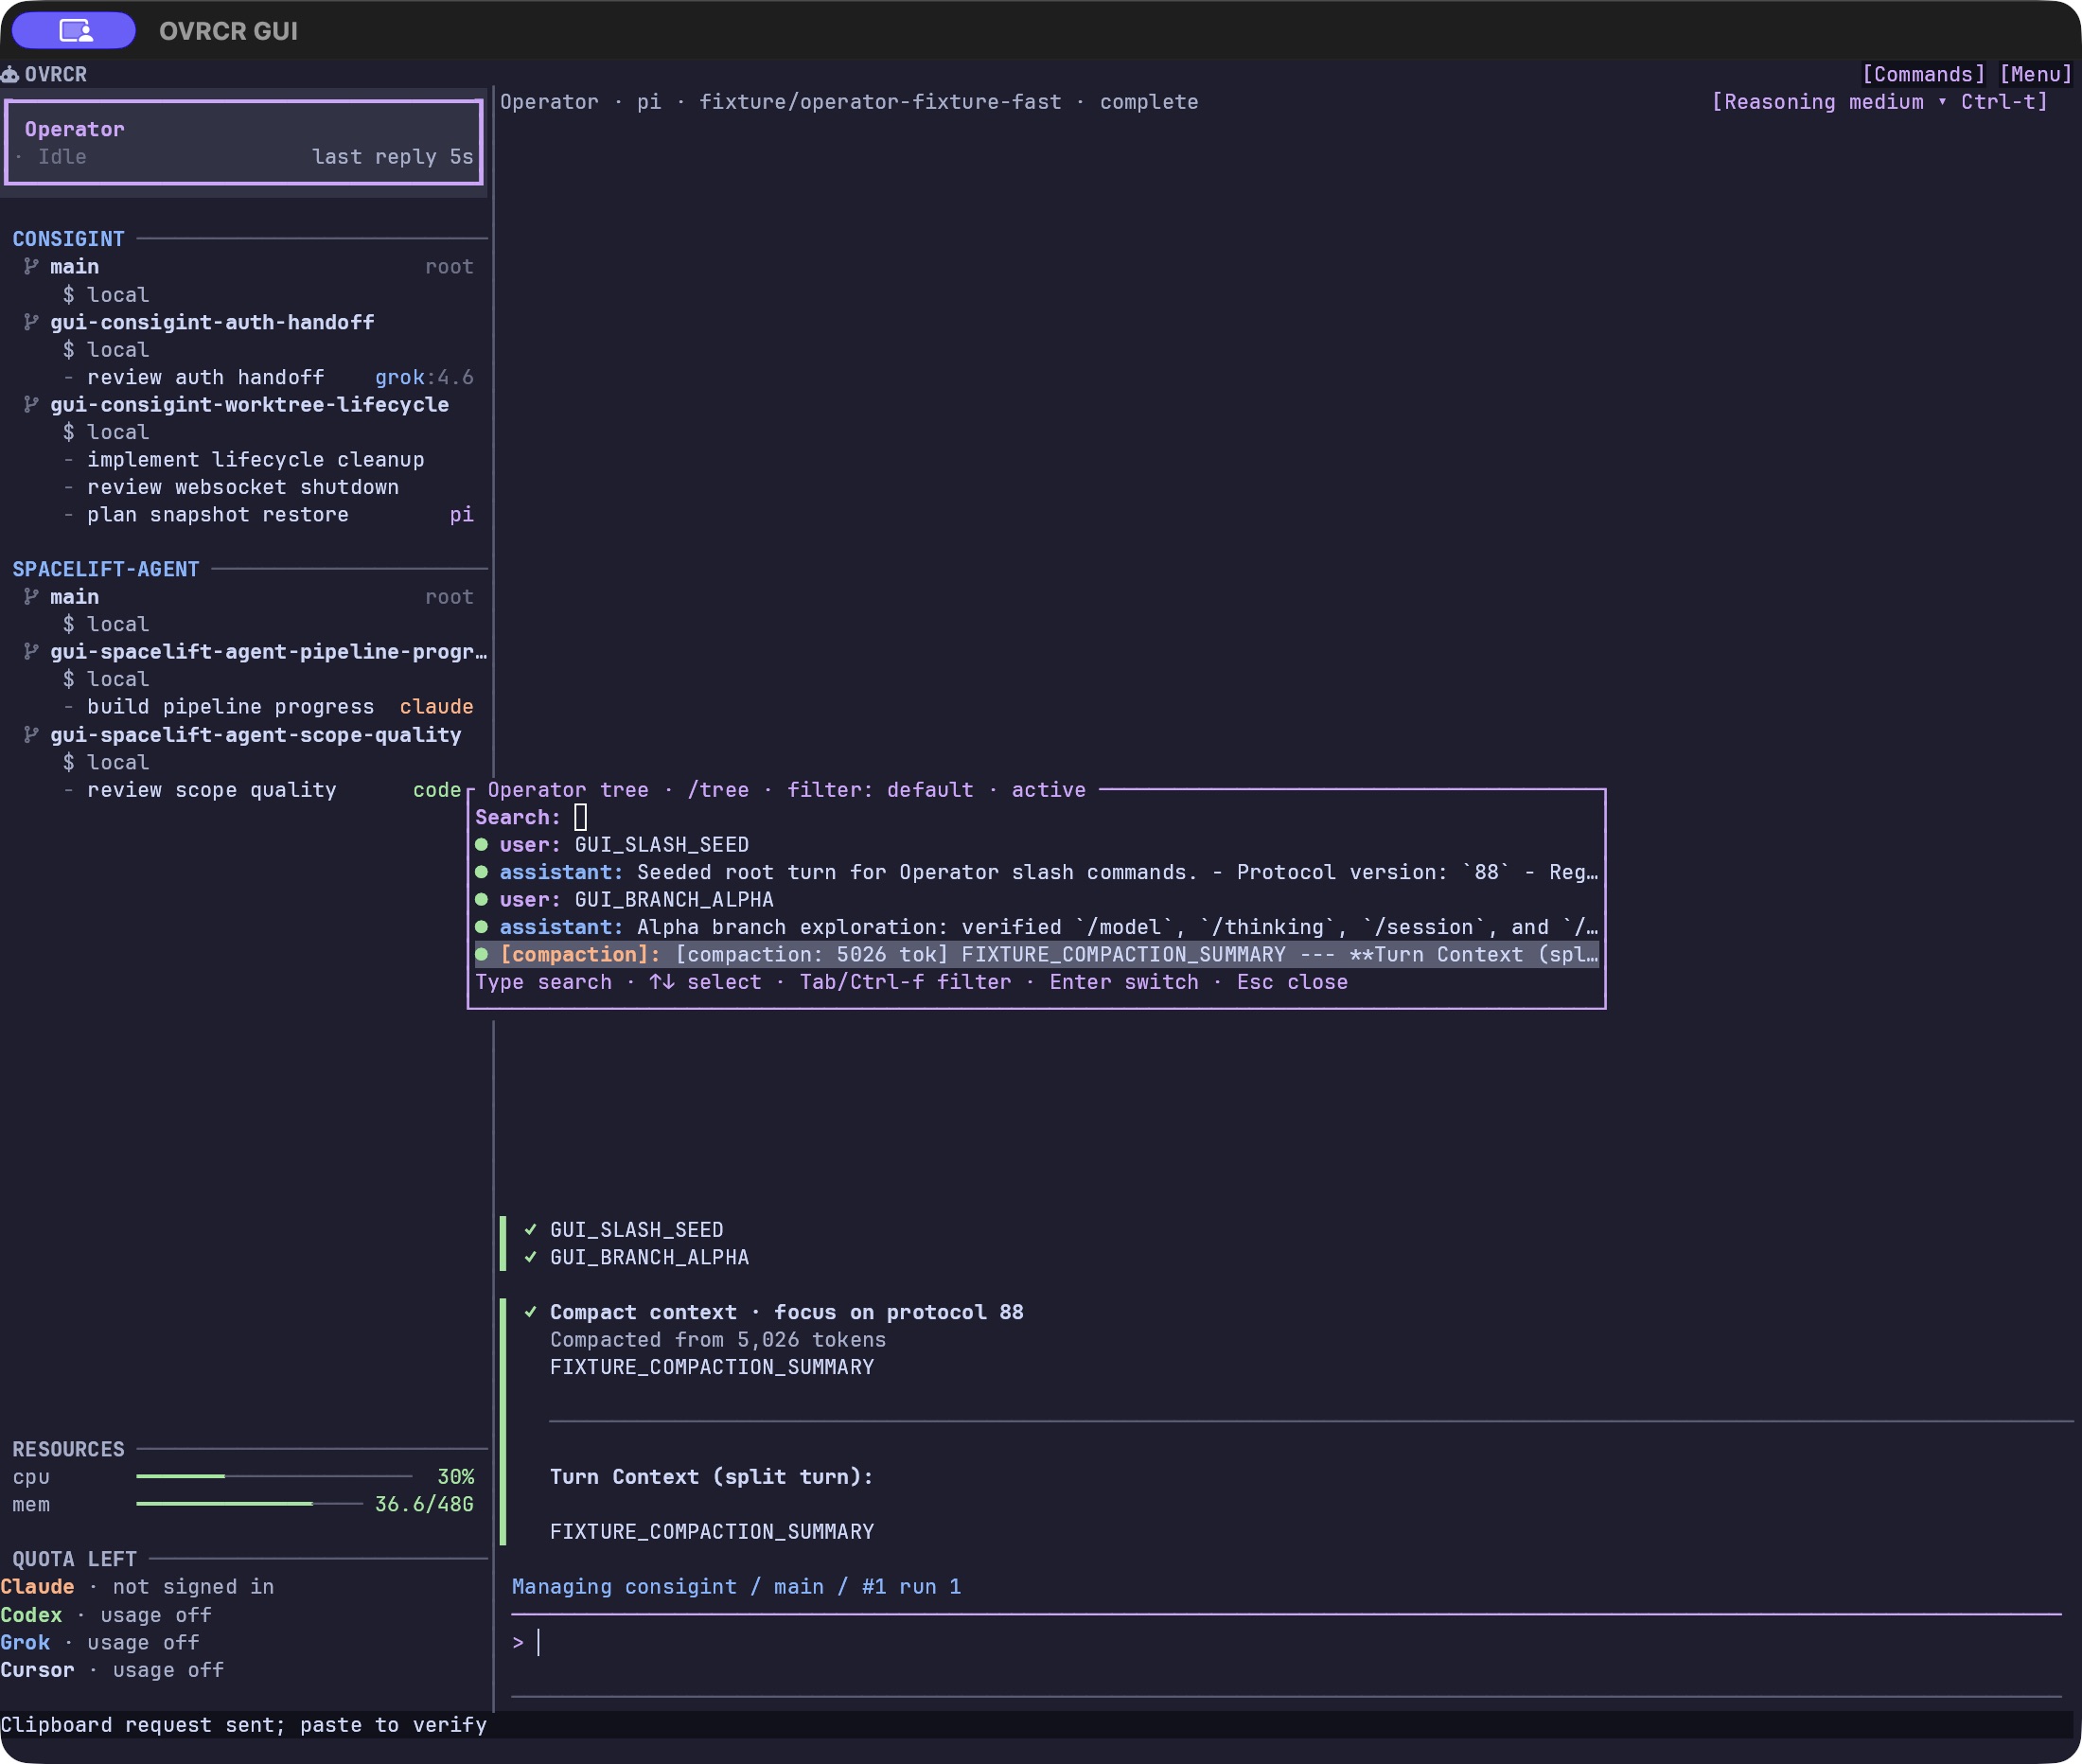 OVRCR GUI
OVRCR
[Commands] [Menu]
Operator
· Idle last reply 5s
CONSIGINT
main root
$ local
gui-consigint-auth-handoff
$ local
- review auth handoff grok:4.6
gui-consigint-worktree-lifecycle
$ local
- implement lifecycle cleanup
- review websocket shutdown
- plan snapshot restore pi
SPACELIFT-AGENT
main root
$ local
gui-spacelift-agent-pipeline-progr…
$ local
- build pipeline progress claude
gui-spacelift-agent-scope-quality
$ local
- review scope quality code
RESOURCES
cpu 30%
mem 36.6/48G
QUOTA LEFT
Claude · not signed in
Codex · usage off
Grok · usage off
Cursor · usage off
Operator · pi · fixture/operator-fixture-fast · complete
[Reasoning medium ▾ Ctrl-t]
Operator tree · /tree · filter: default · active
Search:
● user: GUI_SLASH_SEED
● assistant: Seeded root turn for Operator slash commands. - Protocol version: `88` - Reg…
● user: GUI_BRANCH_ALPHA
● assistant: Alpha branch exploration: verified `/model`, `/thinking`, `/session`, and `/…
● [compaction]: [compaction: 5026 tok] FIXTURE_COMPACTION_SUMMARY --- **Turn Context (spl…
Type search · ↑↓ select · Tab/Ctrl-f filter · Enter switch · Esc close
✓ GUI_SLASH_SEED
✓ GUI_BRANCH_ALPHA
✓ Compact context · focus on protocol 88
Compacted from 5,026 tokens
FIXTURE_COMPACTION_SUMMARY
Turn Context (split turn):
FIXTURE_COMPACTION_SUMMARY
Managing consigint / main / #1 run 1
>
Clipboard request sent; paste to verify